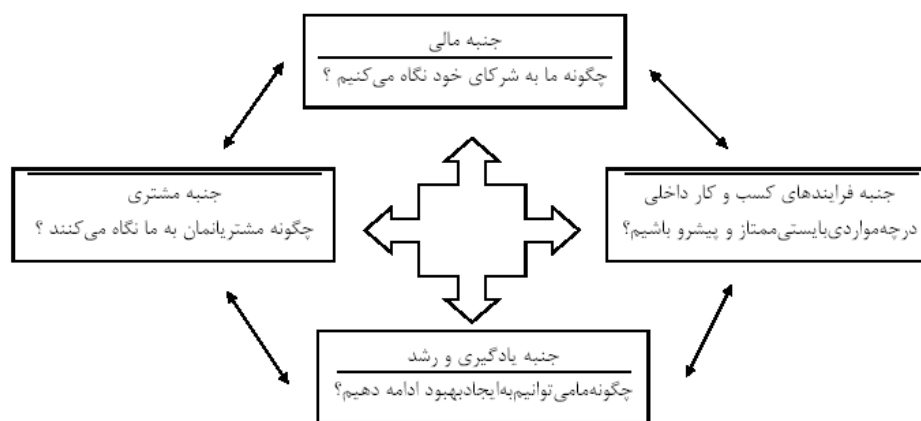 جنبه مالی
چگونه ما به شرکای خود نگاه می‌کنیم ؟
جنبه فرایندهای کسب و کار داخلی
درچه‌مواردی‌بایستی‌ممتاز و پیشرو باشیم؟
جنبه مشتری
چگونه مشتریانمان به ما نگاه می‌کنند ؟
جنبه یادگیری و رشد
چگونه‌مامی‌توانیم‌به‌ایجادبهبود ادامه دهیم؟